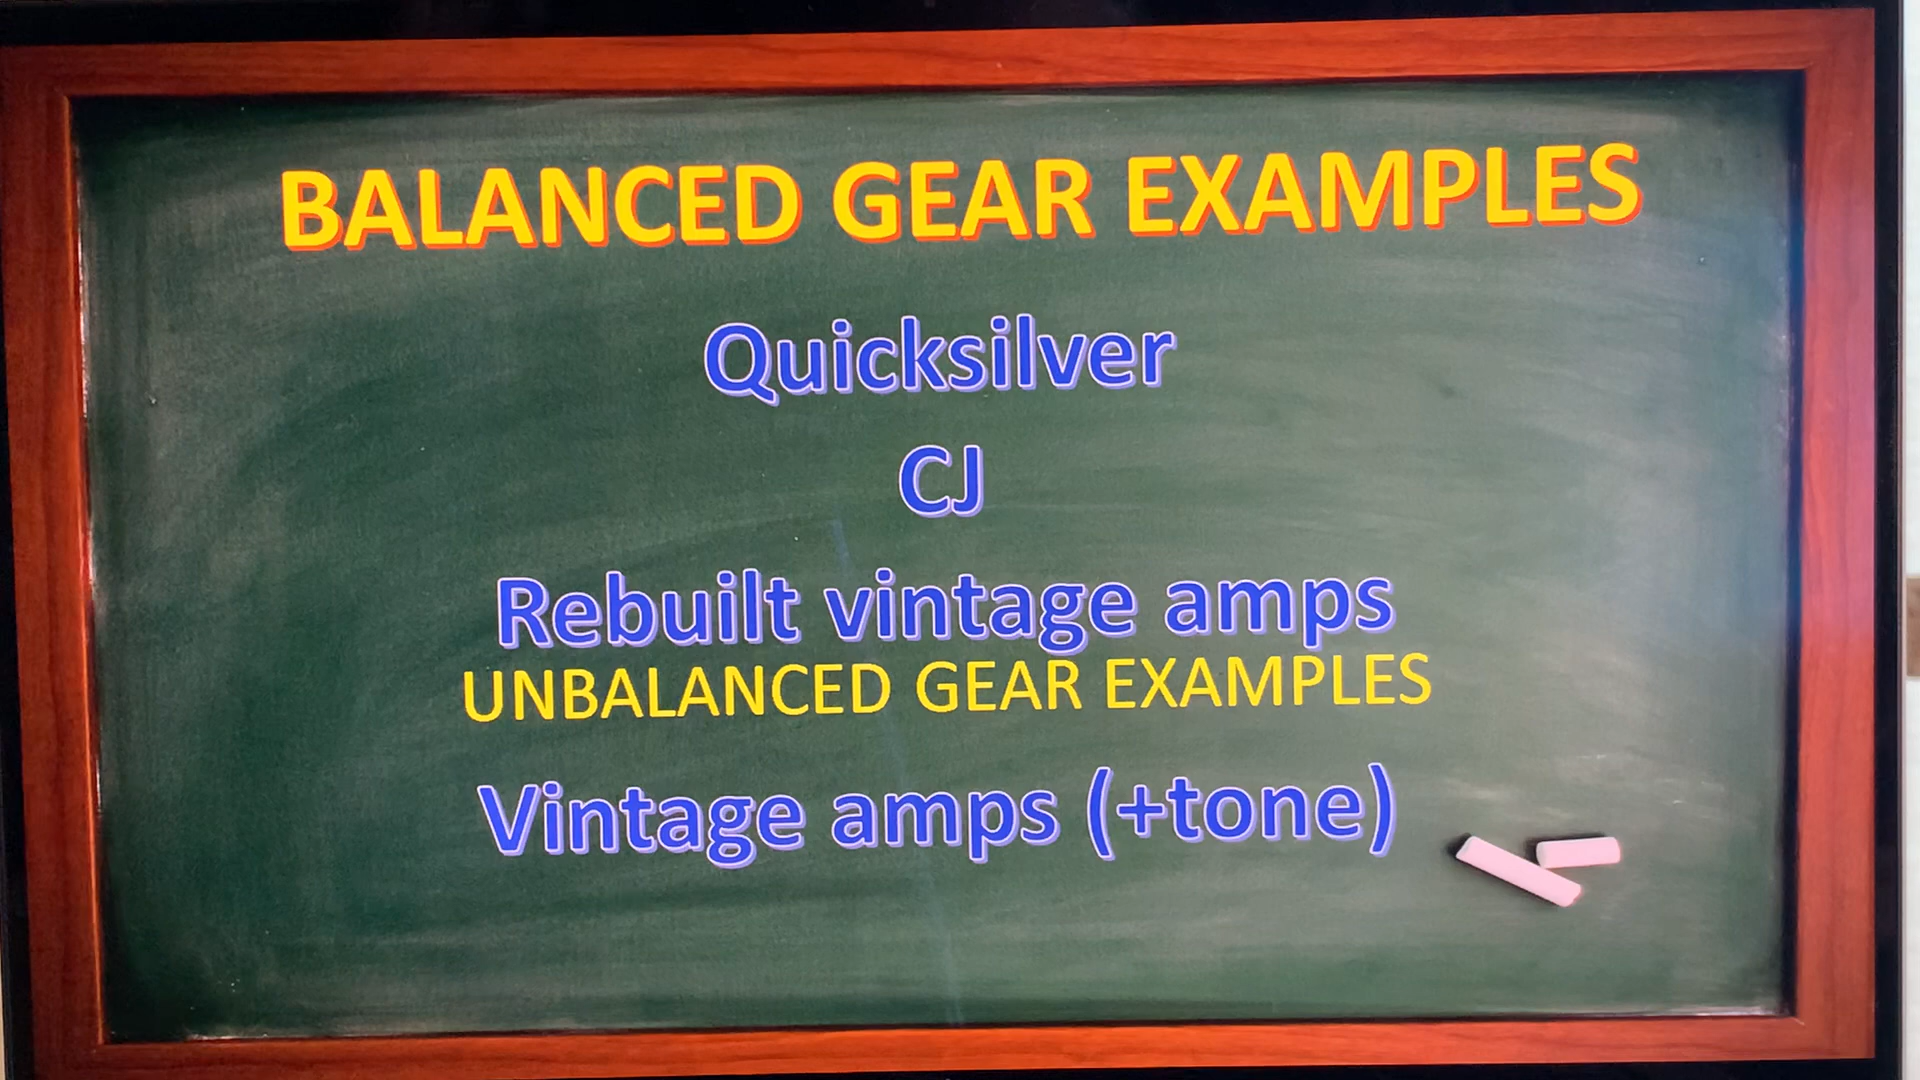 BALANCED GEAR EXAMPLES
Quicksilver
CJ
Rebuilt vintage amps
UNBALANCED GEAR EXAMPLES
Vintage amps (+tone)